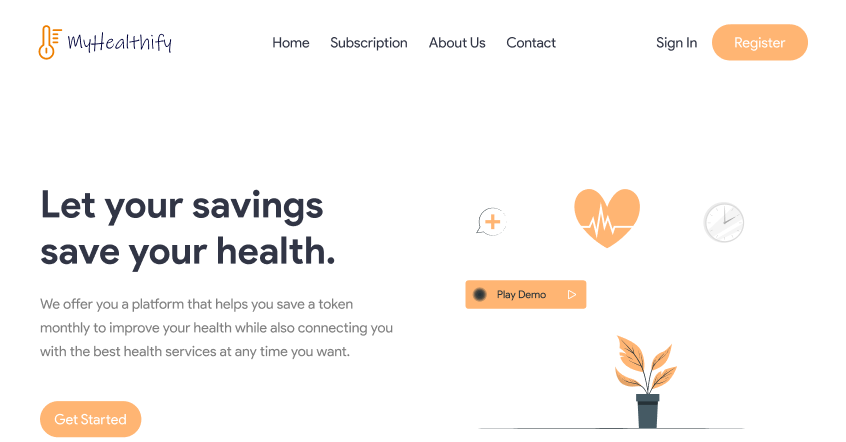 MyHealthify
Home Subscription About Us Contact Sign In Register
Let your savings
save your health.
We offer you a platform that helps you save a token
monthly to improve your health while also connecting you
with the best health services at any time you want.
Play Demo
Get Started